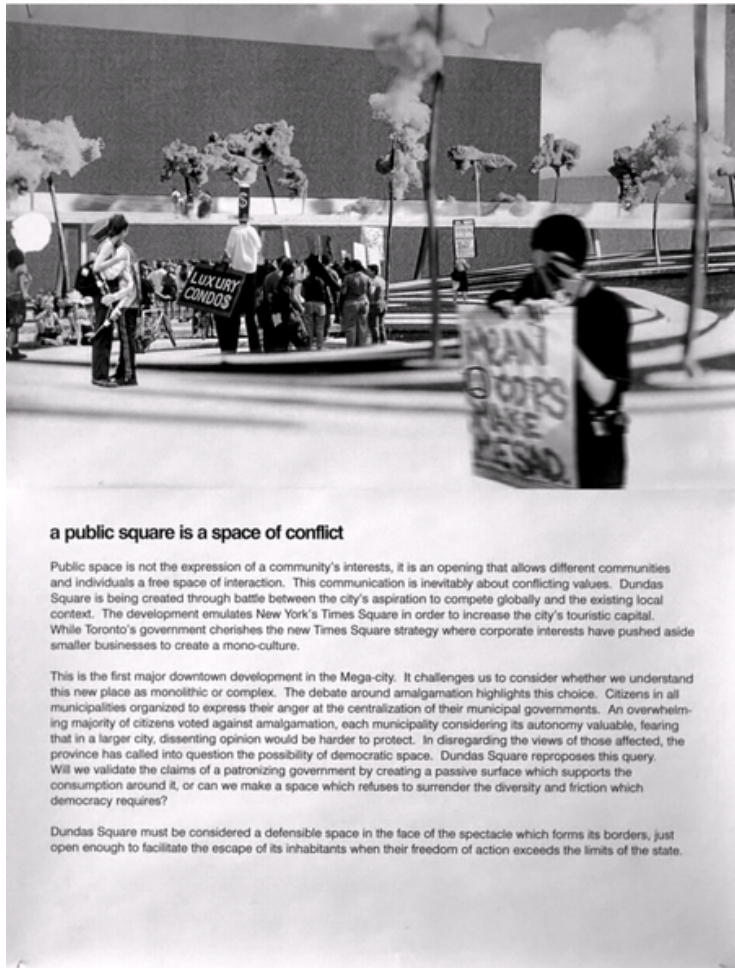 S
LUXURY
CONDOS
MEAN
COPS
MAKE
ME SAD.
a public square is a space of conflict
Public space is not the expression of a community's interests, it is an opening that allows different communities
and individuals a free space of interaction. This communication is inevitably about conflicting values. Dundas
Square is being created through battle between the city's aspiration to compete globally and the existing local
context. The development emulates New York's Times Square in order to increase the city's touristic capital.
While Toronto's government cherishes the new Times Square strategy where corporate interests have pushed aside
smaller businesses to create a mono-culture.
This is the first major downtown development in the Mega-city. It challenges us to consider whether we understand
this new place as monolithic or complex. The debate around amalgamation highlights this choice. Citizens in all
municipalities organized to express their anger at the centralization of their municipal governments. An overwhelm-
ing majority of citizens voted against amalgamation, each municipality considering its autonomy valuable, fearing
that in a larger city, dissenting opinion would be harder to protect. In disregarding the views of those affected, the
province has called into question the possibility of democratic space. Dundas Square reproposes this query.
Will we validate the claims of a patronizing government by creating a passive surface which supports the
consumption around it, or can we make a space which refuses to surrender the diversity and friction which
democracy requires?
Dundas Square must be considered a defensible space in the face of the spectacle which forms its borders, just
open enough to facilitate the escape of its inhabitants when their freedom of action exceeds the limits of the state.